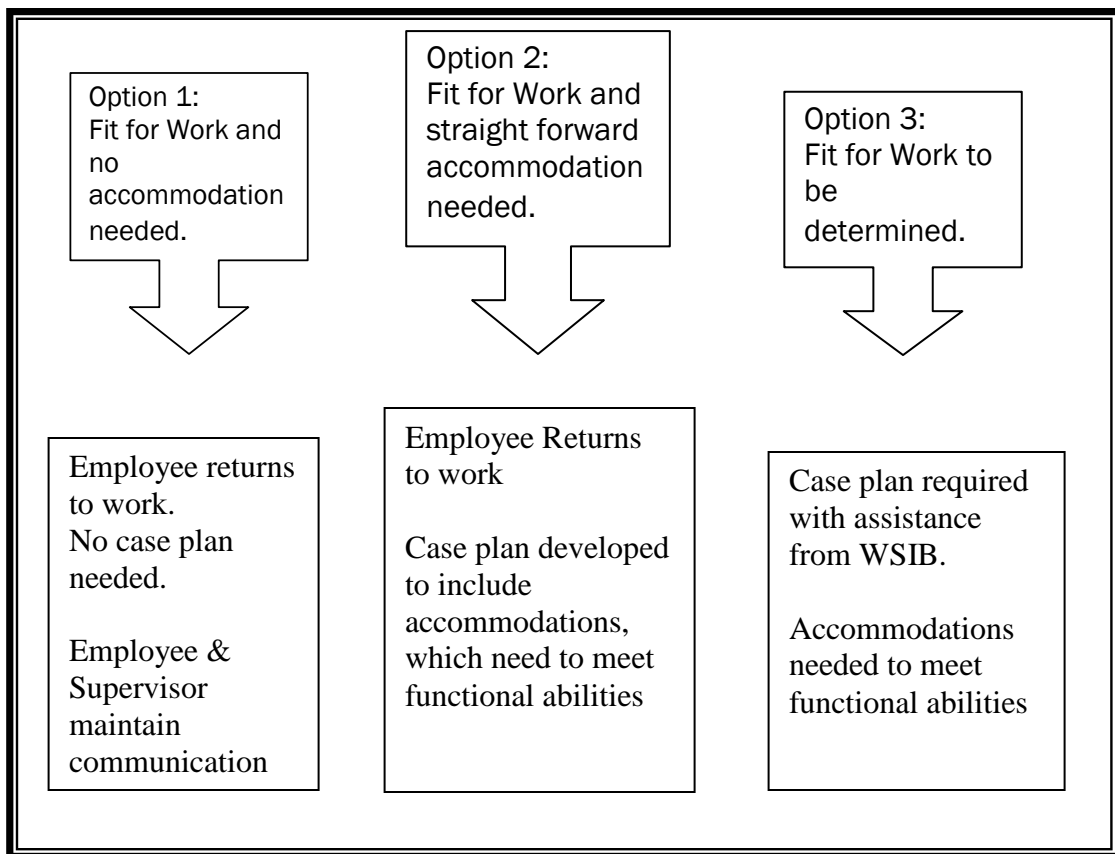 Option 1:
Fit for Work and
no
accommodation
needed.
Option 2:
Fit for Work and
straight forward
accommodation
needed.
Option 3:
Fit for Work to
be
determined.
Employee returns
to work.
No case plan
needed.
Employee &
Supervisor
maintain
communication
Employee Returns
to work
Case plan developed
to include
accommodations,
which need to meet
functional abilities
Case plan required
with assistance
from WSIB.
Accommodations
needed to meet
functional abilities